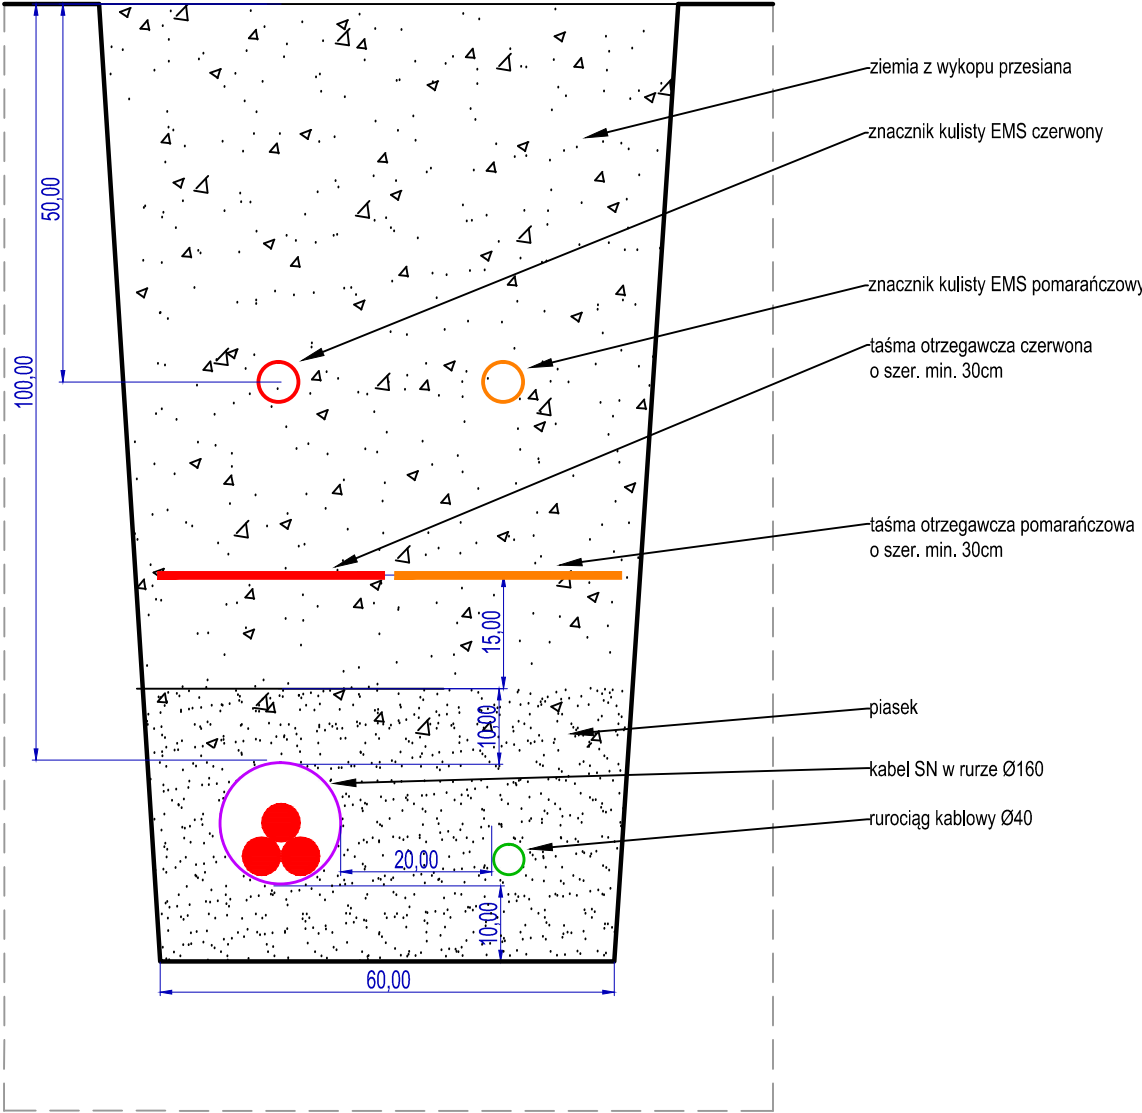 ziemia z wykopu przesiana
znacznik kulisty EMS czerwony
50,00
znacznik kulisty EMS pomarańczowy
taśma otrzegawcza czerwona
o szer. min. 30cm
100,00
taśma otrzegawcza pomarańczowa
o szer. min. 30cm
15,00
piasek
10,00
kabel SN w rurze Ø160
rurociąg kablowy Ø40
20,00
10,00
60,00